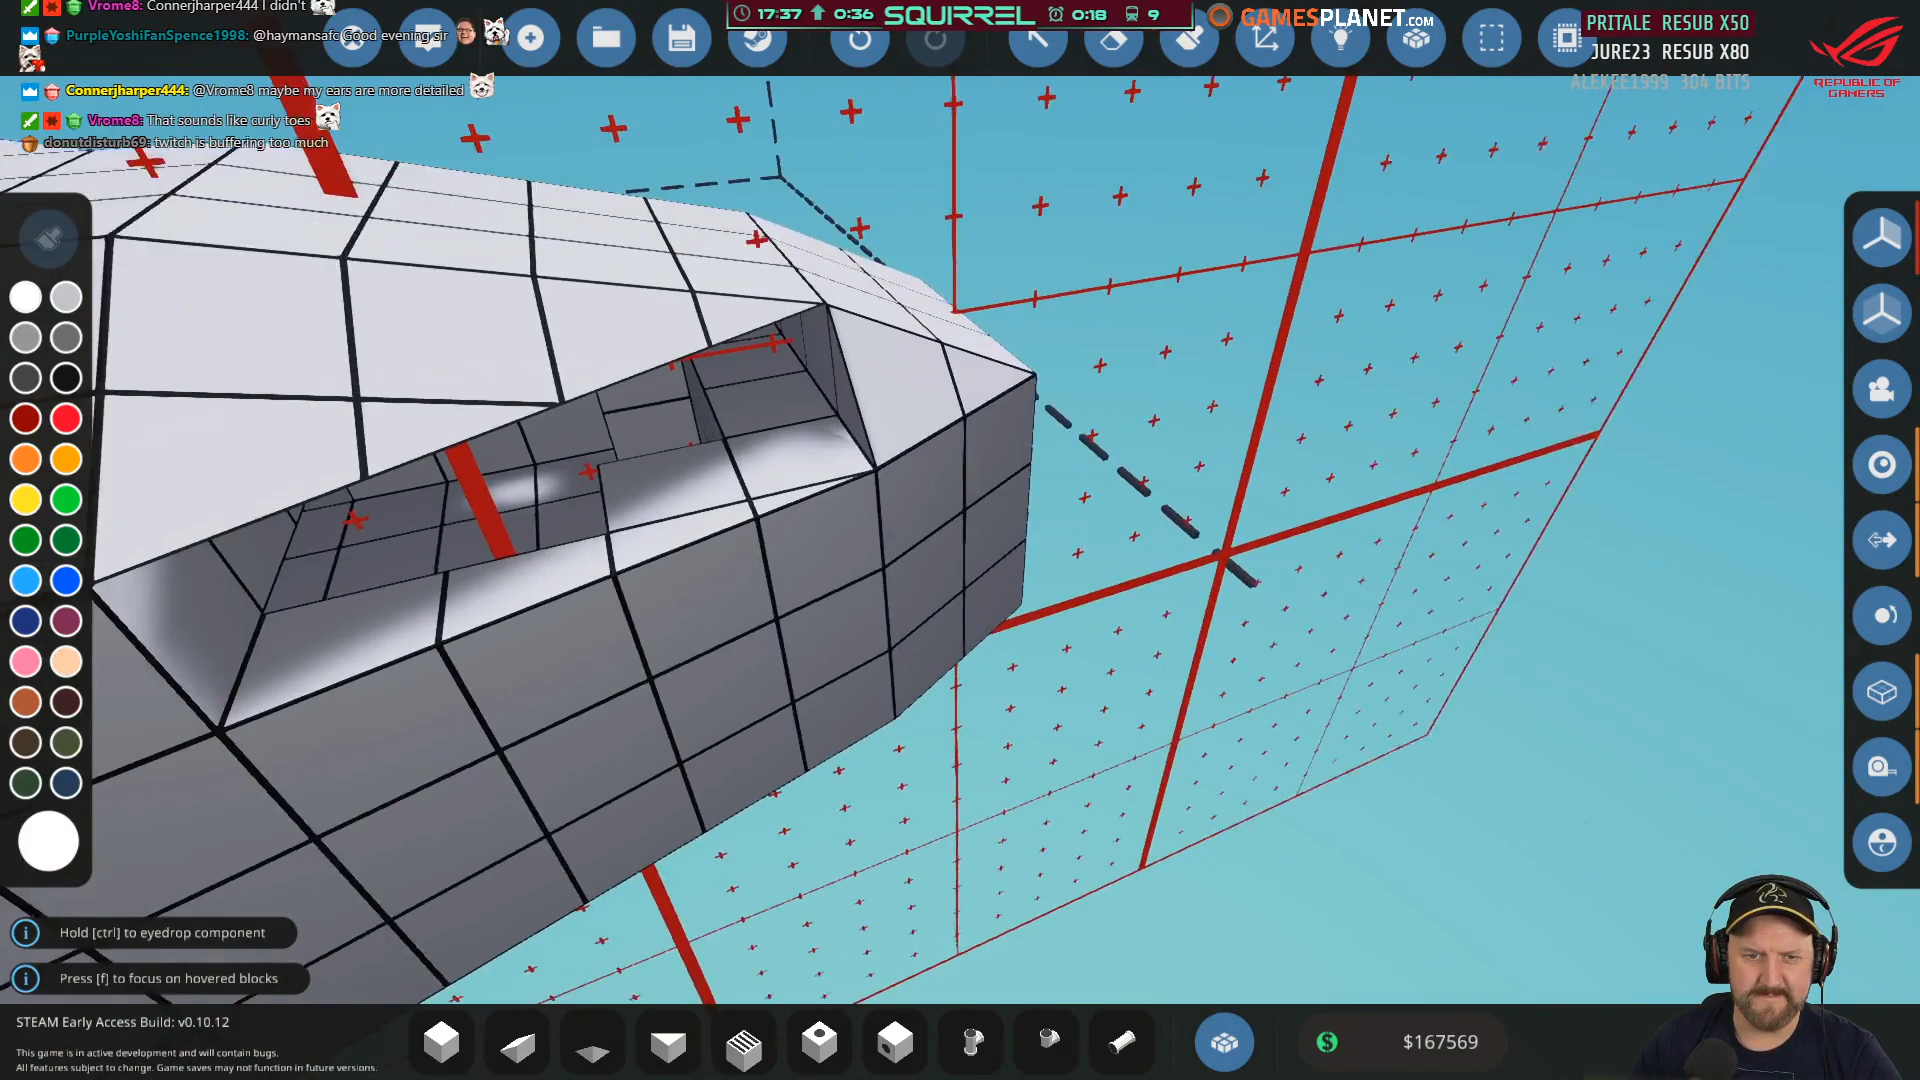 Vrome8: Connerjharper444 I didn't
PurpleYoshiFanSpence1998: @haymansafc Good evening sir
Connerjharper444: @Vrome8 maybe my ears are more detailed
Vrome8: That sounds like curly toes
donutdisturb69: twitch is buffering too much
17:37 0:36 SQUIRREL 0:18 9
GAMESPLANET.COM
PRITALE RESUB X50
JURE23 RESUB X80
ALEKEE1999 304 BITS
REPUBLIC OF
GAMERS
Hold [ctrl] to eyedrop component
Press [f] to focus on hovered blocks
STEAM Early Access Build: v0.10.12
This game is in active development and will contain bugs.
All features subject to change. Game saves may not function in future versions.
$167569